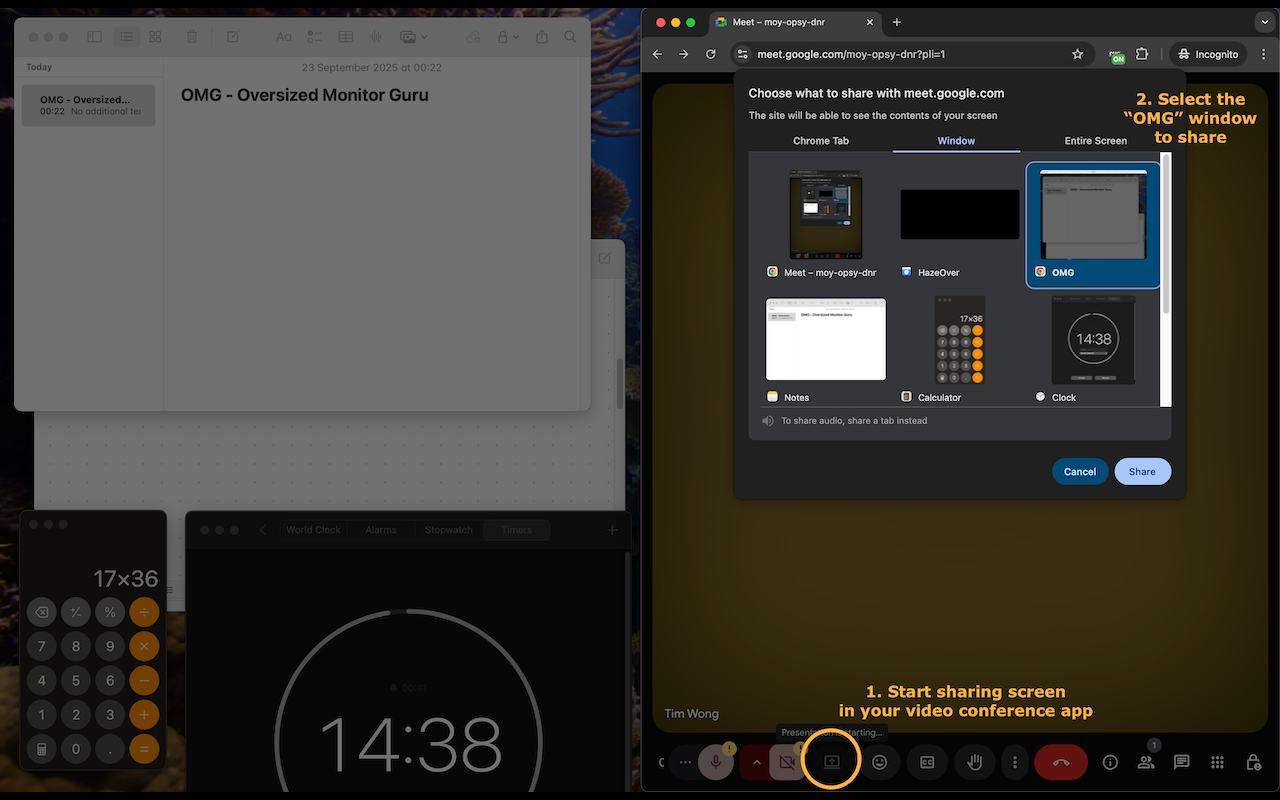 Today
OMG - Oversized...
00:22 No additional te
23 September 2025 at 00:22
OMG - Oversized Monitor Guru
Aa
17×36
%
÷
7
8
9
×
4
5
6
−
1
2
3
+
0
.
=
World Clock
Alarms
Stopwatch
Timers
+
14:38
Meet – moy-opsy-dnr
meet.google.com/moy-opsy-dnr?pli=1
ON
Incognito
Choose what to share with meet.google.com
The site will be able to see the contents of your screen
Chrome Tab
Window
Entire Screen
2. Select the
“OMG” window
to share
Meet – moy-opsy-dnr
HazeOver
OMG
OMG - Oversized Monitor Guru
17×36
14:38
Notes
Calculator
Clock
To share audio, share a tab instead
Cancel
Share
1. Start sharing screen
in your video conference app
Tim Wong
Presentation is starting...
CC
1